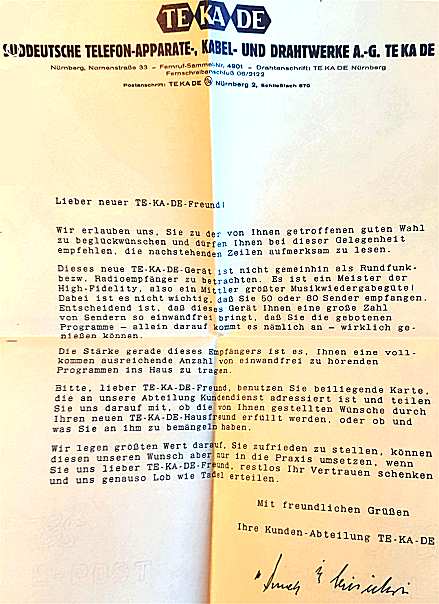 TE KA DE
SÜDDEUTSCHE TELEFON-APPARATE-, KABEL- UND DRAHTWERKE A.-G. TE KA DE
Nürnberg, Nornenstraße 33 – Fernruf-Sammel-Nr. 4901 – Drahtanschrift: TE KA DE Nürnberg
Fernschreibanschluß 06/2122
Postanschrift: TE KA DE Nürnberg 2, Schließfach 670
Lieber neuer TE-KA-DE-Freund!
Wir erlauben uns, Sie zu der von Ihnen getroffenen guten Wahl
zu beglückwünschen und dürfen Ihnen bei dieser Gelegenheit
empfehlen, die nachstehenden Zeilen aufmerksam zu lesen.
Dieses neue TE-KA-DE-Gerät ist nicht gemeinhin als Rundfunk-
bezw. Radioempfänger zu betrachten. Es ist ein Meister der
High-Fidelity, also ein Mittler größter Musikwiedergabegüte!
Dabei ist es nicht wichtig, daß Sie 50 oder 80 Sender empfangen.
Entscheidend ist, daß dieses Gerät Ihnen eine große Zahl
von Sendern so einwandfrei bringt, daß Sie die gebotenen
Programme - allein darauf kommt es nämlich an - wirklich ge-
nießen können.
Die Stärke gerade dieses Empfängers ist es, Ihnen eine voll-
kommen ausreichende Anzahl von einwandfrei zu hörenden
Programmen ins Haus zu tragen.
Bitte, lieber TE-KA-DE-Freund, benutzen Sie beiliegende Karte,
die an unsere Abteilung Kundendienst adressiert ist und teilen
Sie uns darauf mit, ob die von Ihnen gestellten Wünsche durch
Ihren neuen TE-KA-DE-Hausfreund erfüllt werden, oder ob und
was Sie an ihm zu bemängeln haben.
Wir legen größten Wert darauf, Sie zufrieden zu stellen, können
diesen unseren Wunsch aber nur in die Praxis umsetzen, wenn
Sie uns lieber TE-KA-DE-Freund, restlos Ihr Vertrauen schenken
und uns genauso Lob wie Tadel erteilen.
Mit freundlichen Grüßen
Ihre Kunden-Abteilung TE-KA-DE